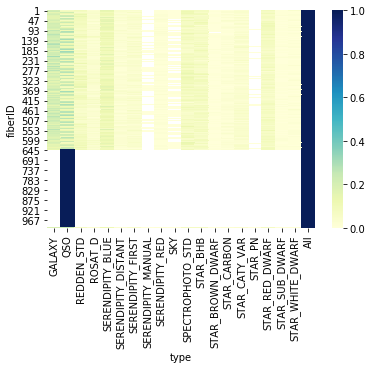 fiberID
1
47
93
139
185
231
277
323
369
415
461
507
553
599
645
691
737
783
829
875
921
967
GALAXY
QSO
REDDEN_STD
ROSAT_D
SERENDIPITY_BLUE
SERENDIPITY_DISTANT
SERENDIPITY_FIRST
SERENDIPITY_MANUAL
SERENDIPITY_RED
SKY
SPECTROPHOTO_STD
STAR_BHB
STAR_BROWN_DWARF
STAR_CARBON
STAR_CATY_VAR
STAR_PN
STAR_RED_DWARF
STAR_SUB_DWARF
STAR_WHITE_DWARF
All
type
1.0
0.8
0.6
0.4
0.2
0.0